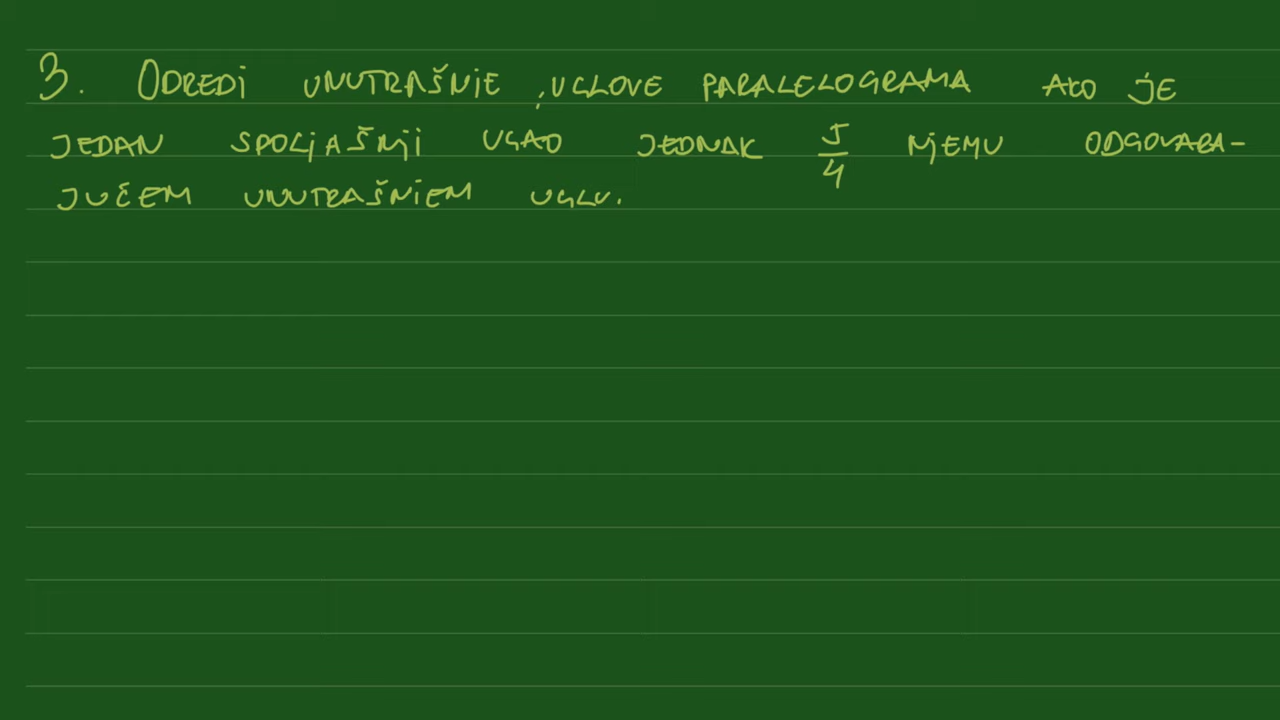 3. ODREDI UNUTRAŠNJE UGLOVE PARALELOGRAMA AKO JE
JEDAN SPOLJAŠNJI UGAO JEDNAK 5/4 NJEMU ODGOVARA-
JUĆEM UNUTRAŠNJEM UGLU.